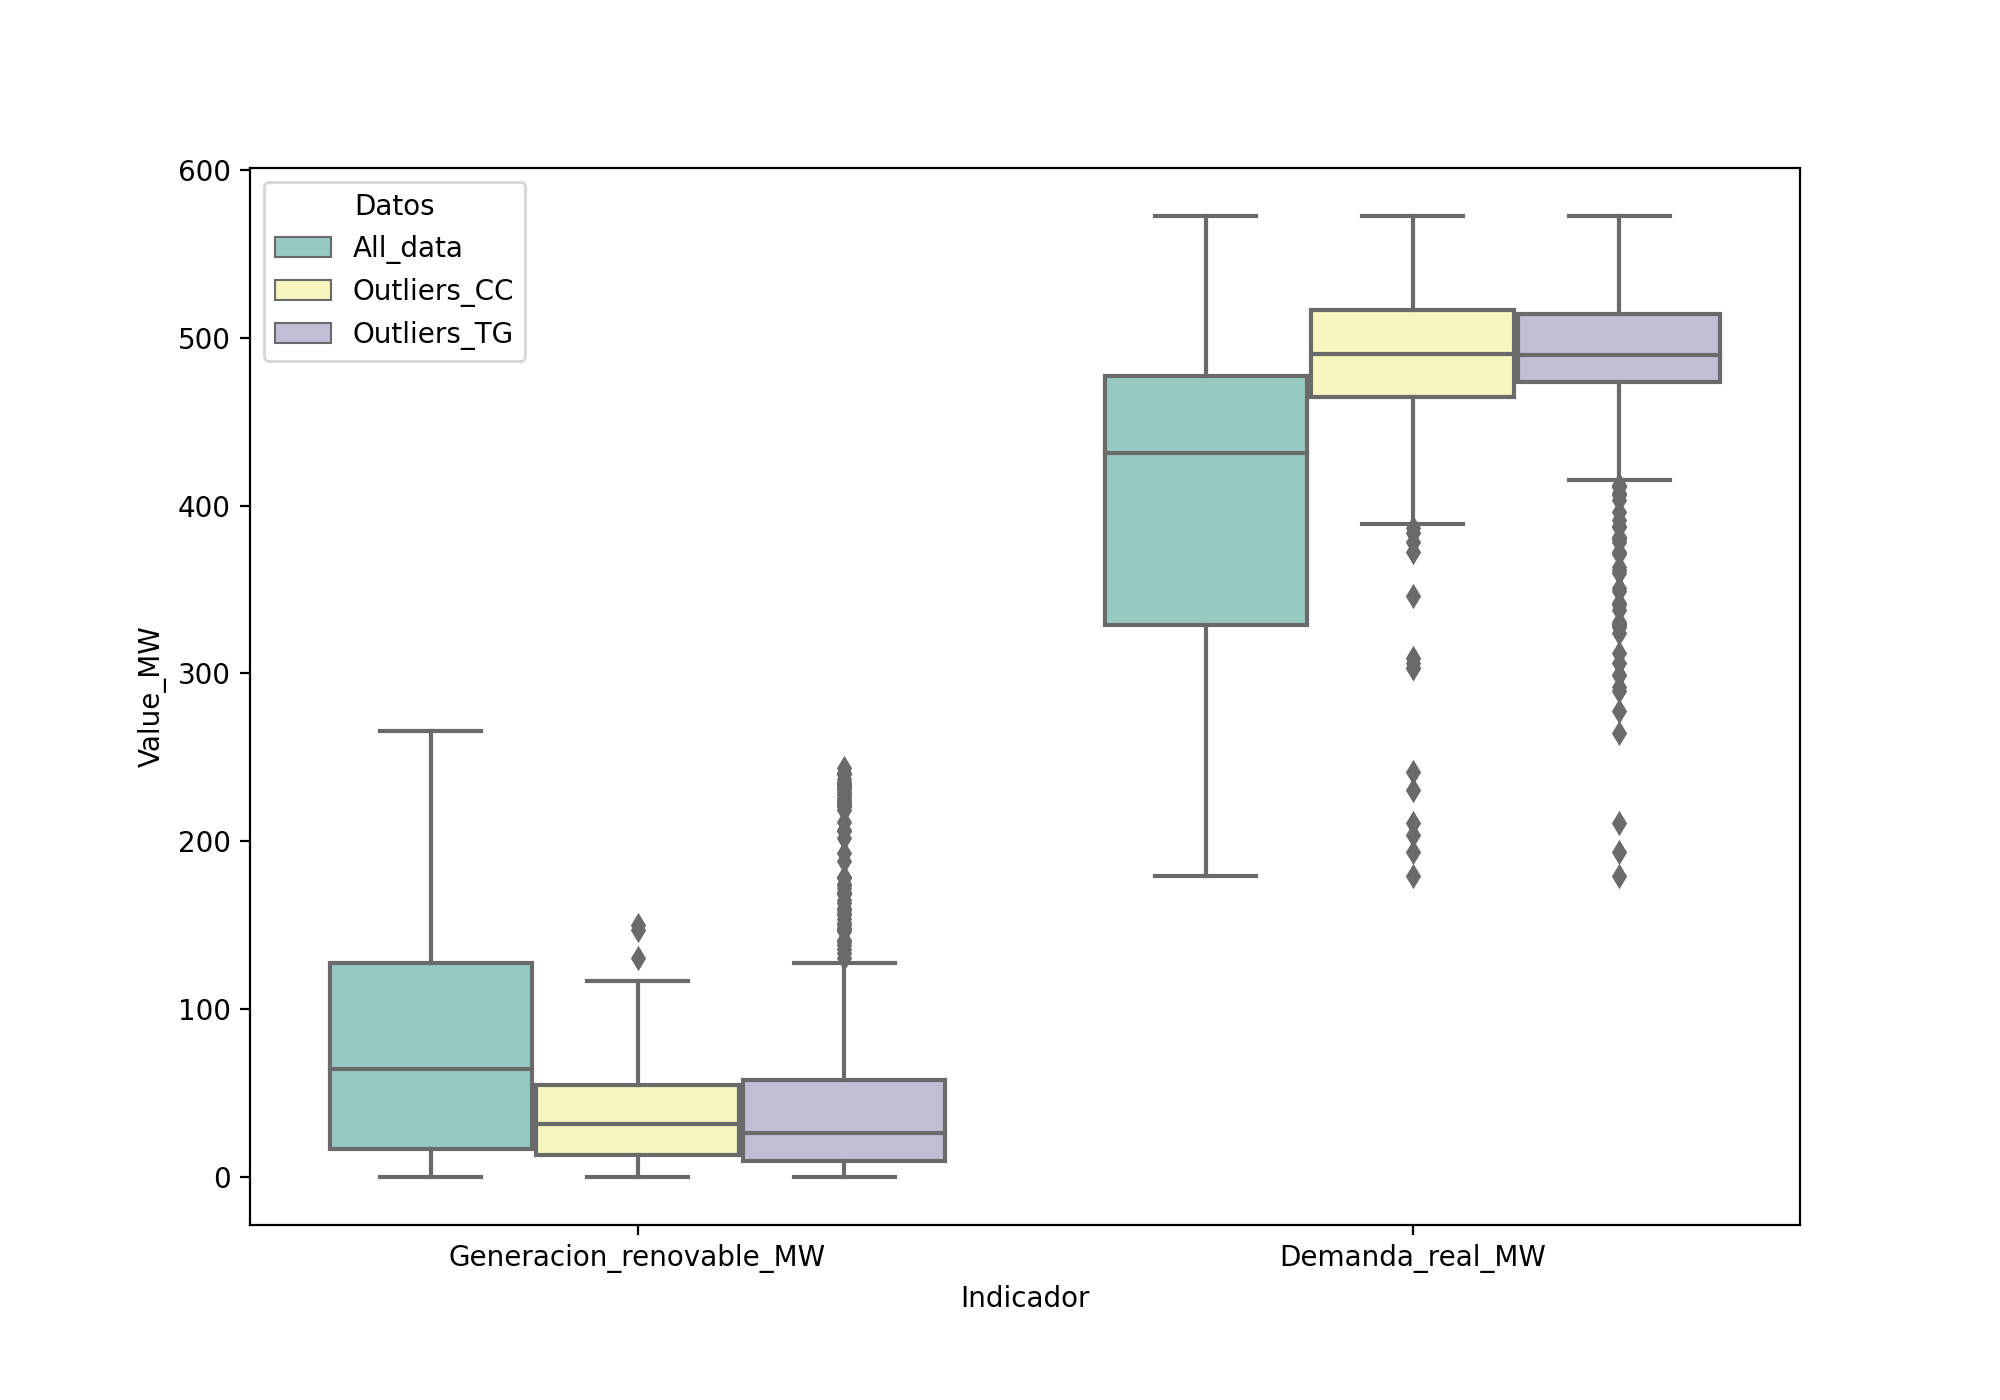 Datos
All_data
Outliers_CC
Outliers_TG
600
500
400
300
200
100
0
Value_MW
Generacion_renovable_MW
Demanda_real_MW
Indicador